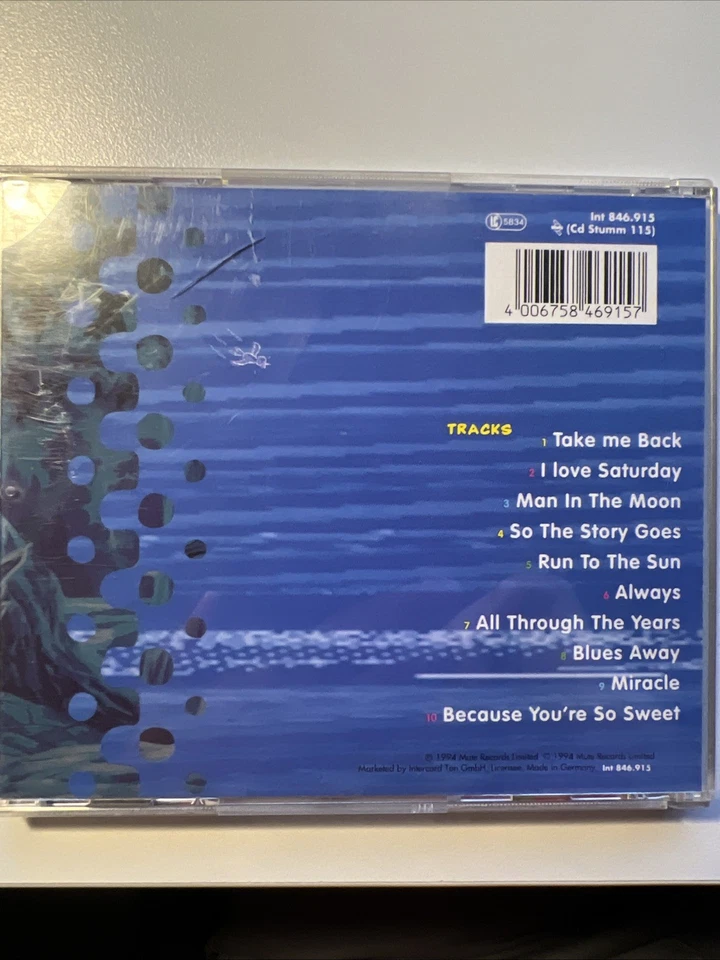 LC 5834
Int 846.915
(Cd Stumm 115)
4 006758 469157
TRACKS
1 Take me Back
2 I love Saturday
3 Man In The Moon
4 So The Story Goes
5 Run To The Sun
6 Always
7 All Through The Years
8 Blues Away
9 Miracle
10 Because You're So Sweet
℗ 1994 Mute Records Limited © 1994 Mute Records Limited
Marketed by Intercord Ton GmbH, Licensee, Made in Germany. Int 846.915